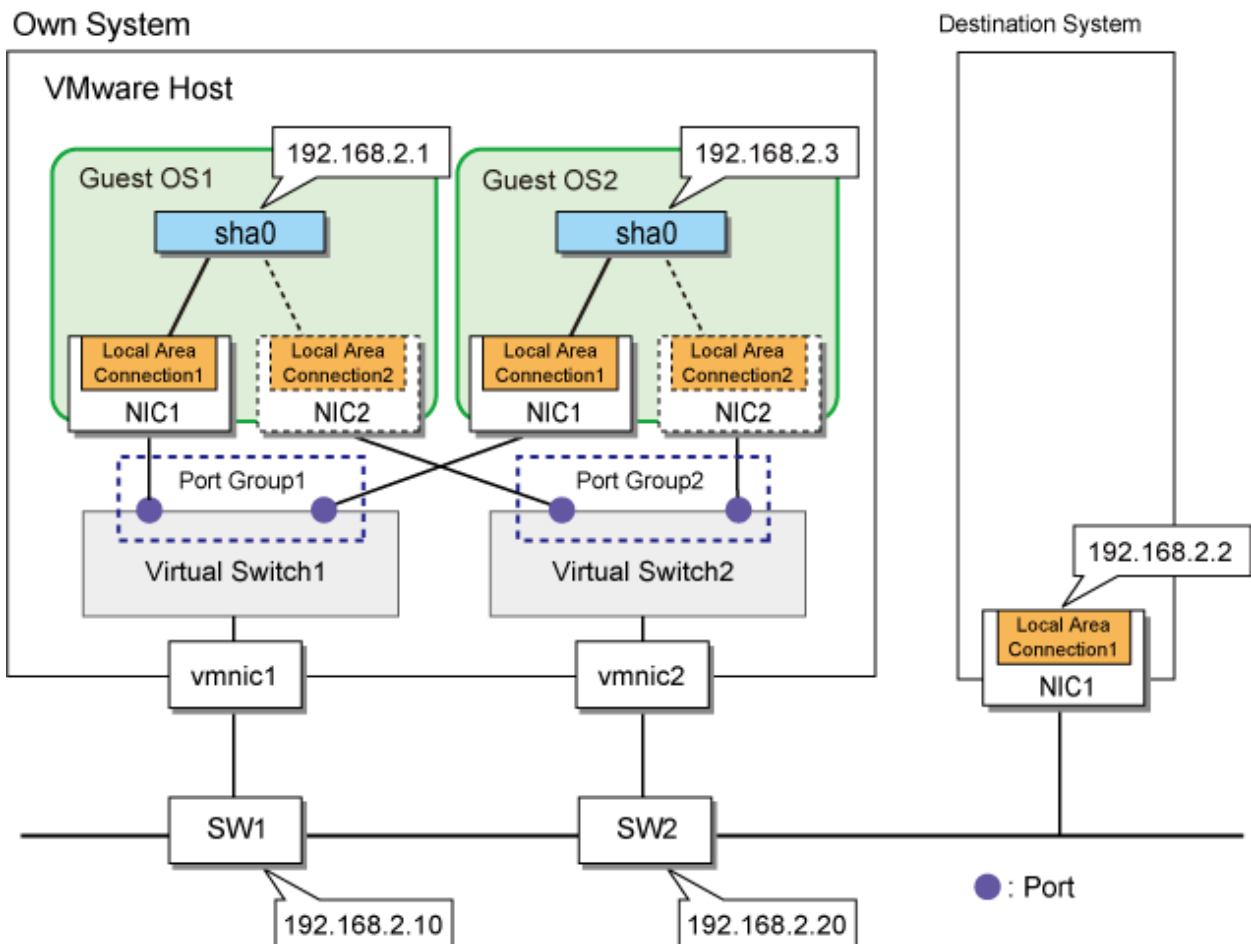 Own System
Destination System
VMware Host
192.168.2.1
192.168.2.3
Guest OS1
Guest OS2
sha0
sha0
Local Area
Connection1
NIC1
Local Area
Connection2
NIC2
Local Area
Connection1
NIC1
Local Area
Connection2
NIC2
Port Group1
Port Group2
Virtual Switch1
Virtual Switch2
192.168.2.2
Local Area
Connection1
NIC1
vmnic1
vmnic2
SW1
SW2
: Port
192.168.2.10
192.168.2.20